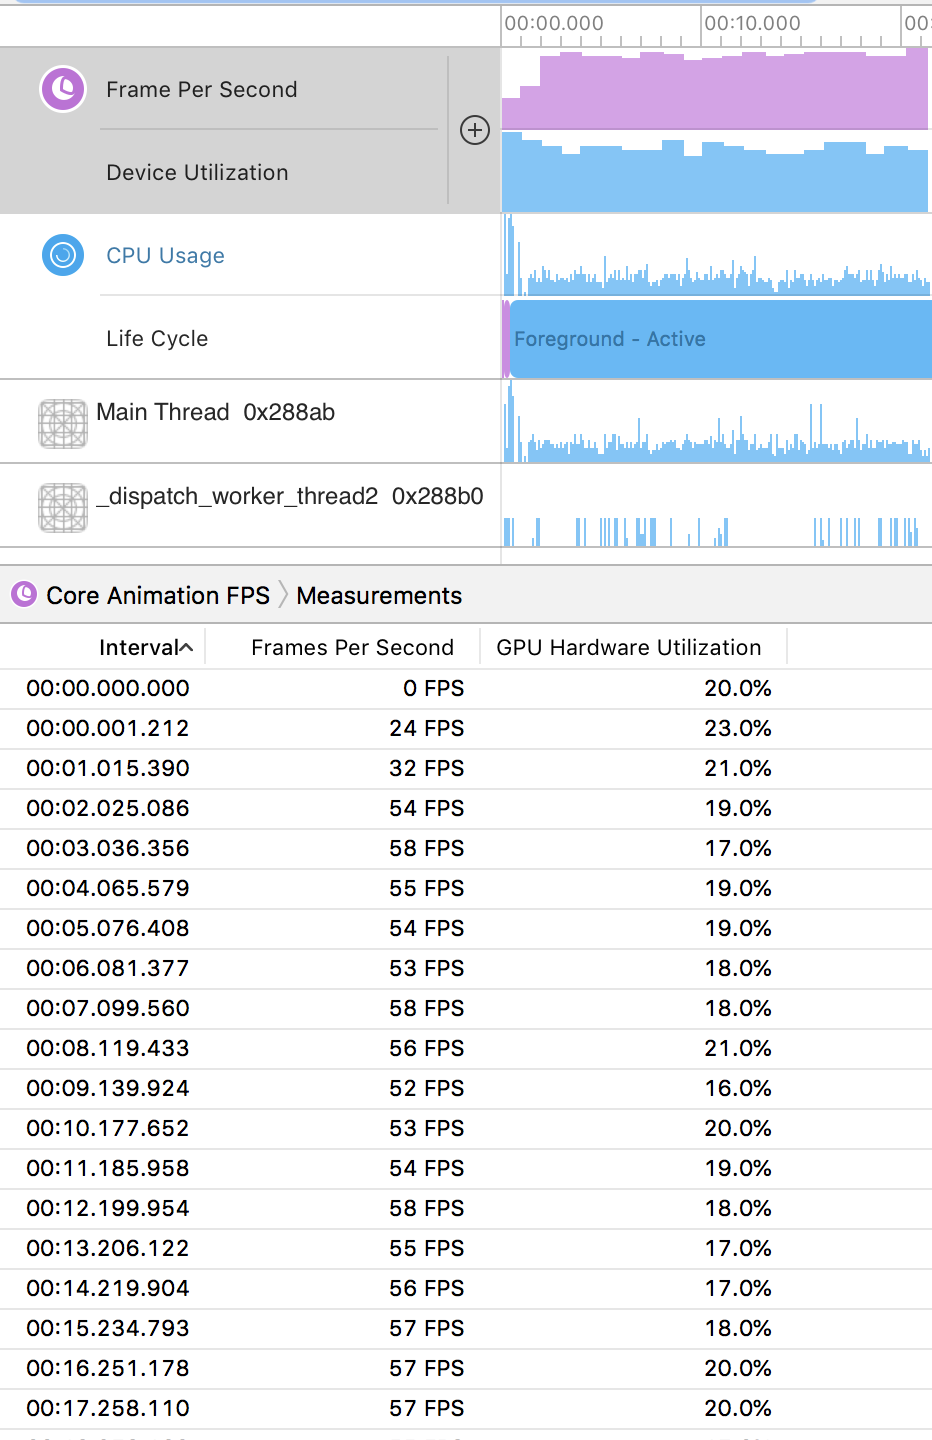 00:00.000 00:10.000 00:
Frame Per Second
Device Utilization
CPU Usage
Life Cycle
Foreground - Active
Main Thread 0x288ab
_dispatch_worker_thread2 0x288b0
Core Animation FPS Measurements
Interval Frames Per Second GPU Hardware Utilization
00:00.000.000 0 FPS 20.0%
00:00.001.212 24 FPS 23.0%
00:01.015.390 32 FPS 21.0%
00:02.025.086 54 FPS 19.0%
00:03.036.356 58 FPS 17.0%
00:04.065.579 55 FPS 19.0%
00:05.076.408 54 FPS 19.0%
00:06.081.377 53 FPS 18.0%
00:07.099.560 58 FPS 18.0%
00:08.119.433 56 FPS 21.0%
00:09.139.924 52 FPS 16.0%
00:10.177.652 53 FPS 20.0%
00:11.185.958 54 FPS 19.0%
00:12.199.954 58 FPS 18.0%
00:13.206.122 55 FPS 17.0%
00:14.219.904 56 FPS 17.0%
00:15.234.793 57 FPS 18.0%
00:16.251.178 57 FPS 20.0%
00:17.258.110 57 FPS 20.0%